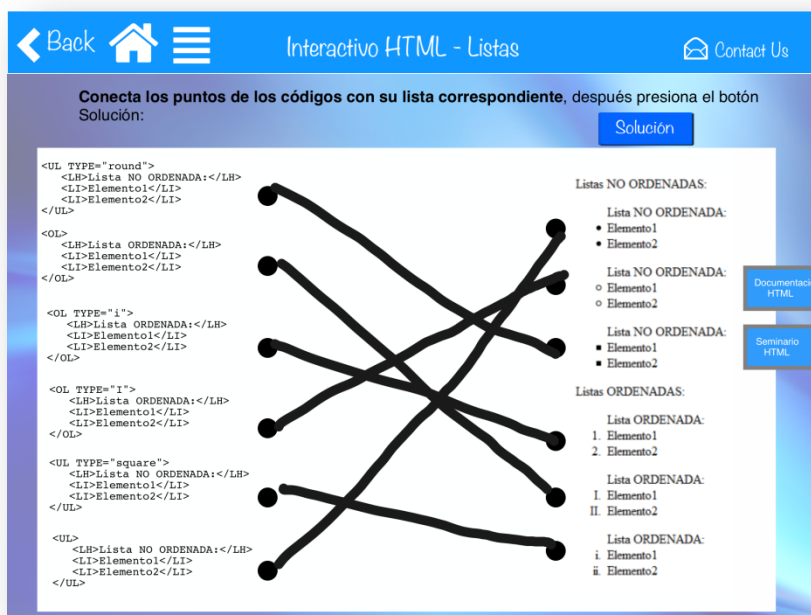 Back
Interactivo HTML - Listas
Contact Us
Conecta los puntos de los códigos con su lista correspondiente, después presiona el botón
Solución:
Solución
<UL TYPE="round">
<LH>Lista NO ORDENADA:</LH>
<LI>Elemento1</LI>
<LI>Elemento2</LI>
</UL>
<OL>
<LH>Lista ORDENADA:</LH>
<LI>Elemento1</LI>
<LI>Elemento2</LI>
</OL>
<OL TYPE="i">
<LH>Lista ORDENADA:</LH>
<LI>Elemento1</LI>
<LI>Elemento2</LI>
</OL>
<OL TYPE="I">
<LH>Lista ORDENADA:</LH>
<LI>Elemento1</LI>
<LI>Elemento2</LI>
</OL>
<UL TYPE="square">
<LH>Lista NO ORDENADA:</LH>
<LI>Elemento1</LI>
<LI>Elemento2</LI>
</UL>
<UL>
<LH>Lista NO ORDENADA:</LH>
<LI>Elemento1</LI>
<LI>Elemento2</LI>
</UL>
Listas NO ORDENADAS:
Lista NO ORDENADA:
• Elemento1
• Elemento2
Lista NO ORDENADA:
○ Elemento1
○ Elemento2
Lista NO ORDENADA:
■ Elemento1
■ Elemento2
Listas ORDENADAS:
Lista ORDENADA:
1. Elemento1
2. Elemento2
Lista ORDENADA:
I. Elemento1
II. Elemento2
Lista ORDENADA:
i. Elemento1
ii. Elemento2
Documentaci
HTML
Seminario
HTML